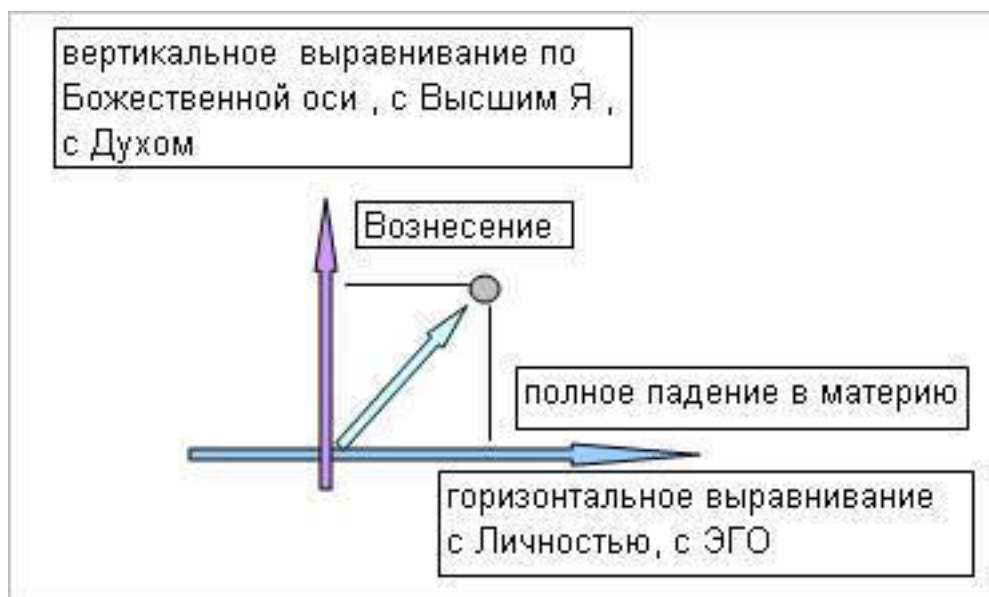 вертикальное выравнивание по
Божественной оси , с Высшим Я ,
с Духом
Вознесение
полное падение в материю
горизонтальное выравнивание
с Личностью, с ЭГО